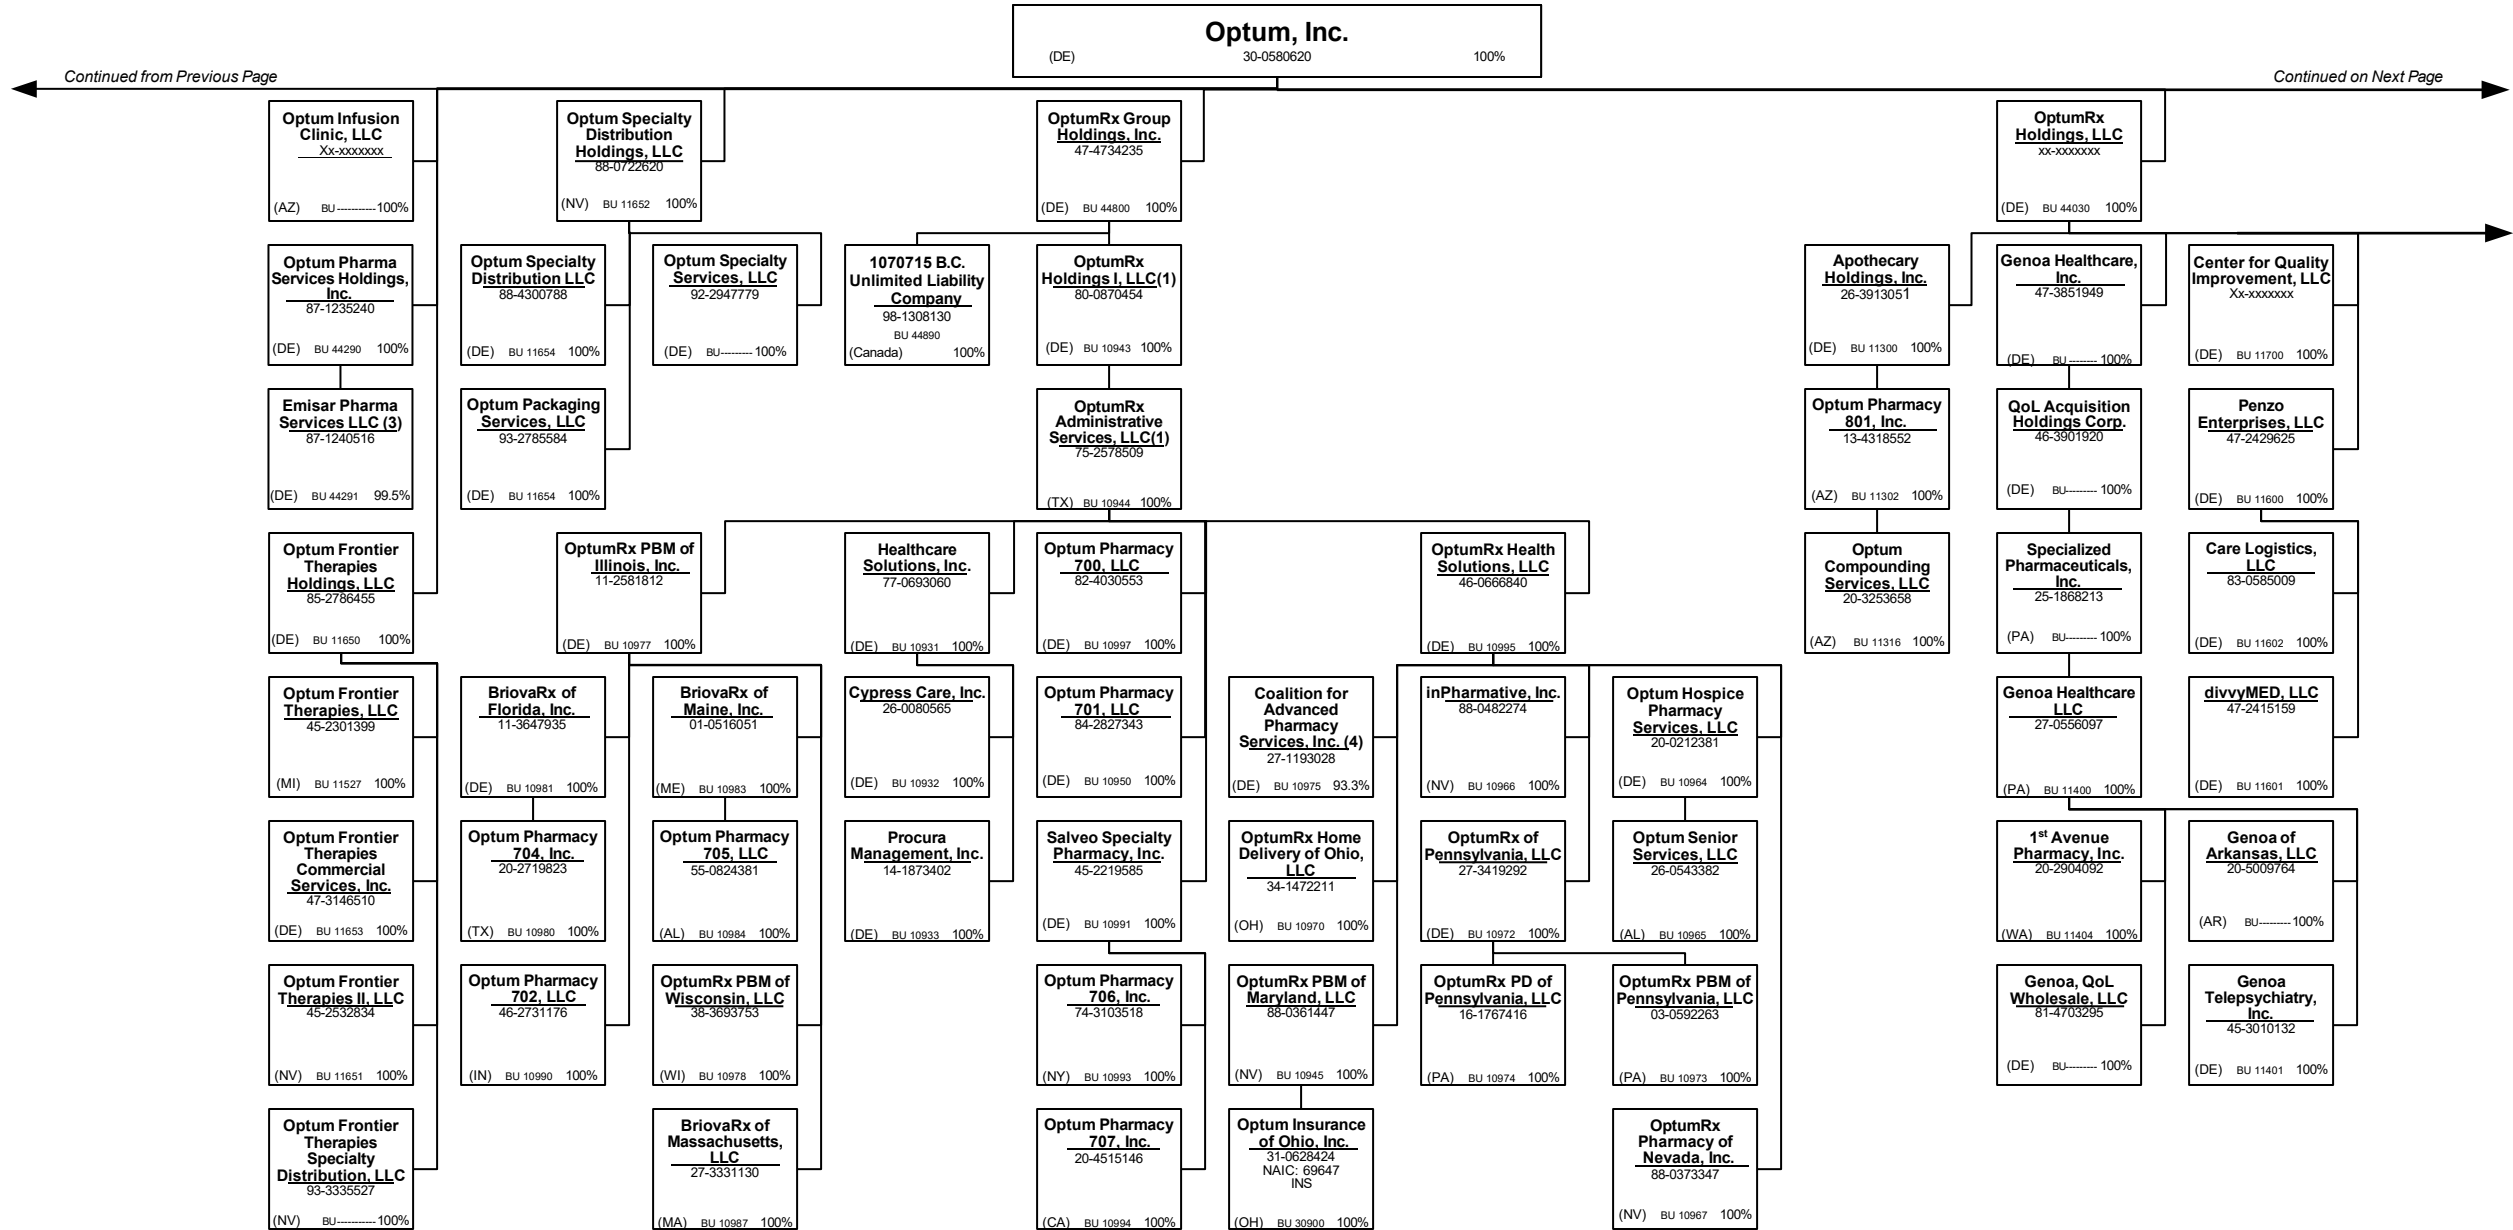 Optum, Inc.
(DE) 30-0580620 100%
Continued from Previous Page
Continued on Next Page
Optum Infusion
Clinic, LLC
Xx-xxxxxxx
(AZ) BU ----------- 100%
Optum Specialty
Distribution
Holdings, LLC
88-0722620
(NV) BU 11652 100%
OptumRx Group
Holdings, Inc.
47-4734235
(DE) BU 44800 100%
OptumRx
Holdings, LLC
xx-xxxxxxx
(DE) BU 44030 100%
Optum Pharma
Services Holdings,
Inc.
87-1235240
(DE) BU 44290 100%
Optum Specialty
Distribution LLC
88-4300788
(DE) BU 11654 100%
Optum Specialty
Services, LLC
92-2947779
(DE) BU--------- 100%
1070715 B.C.
Unlimited Liability
Company
98-1308130
BU 44890
(Canada) 100%
OptumRx
Holdings I, LLC(1)
80-0870454
(DE) BU 10943 100%
Apothecary
Holdings, Inc.
26-3913051
(DE) BU 11300 100%
Genoa Healthcare,
Inc.
47-3851949
(DE) BU -------- 100%
Center for Quality
Improvement, LLC
Xx-xxxxxxx
(DE) BU 11700 100%
Emisar Pharma
Services LLC (3)
87-1240516
(DE) BU 44291 99.5%
Optum Packaging
Services, LLC
93-2785584
(DE) BU 11654 100%
OptumRx
Administrative
Services, LLC(1)
75-2578509
(TX) BU 10944 100%
Optum Pharmacy
801, Inc.
13-4318552
(AZ) BU 11302 100%
QoL Acquisition
Holdings Corp.
46-3901920
(DE) BU--------- 100%
Penzo
Enterprises, LLC
47-2429625
(DE) BU 11600 100%
Optum Frontier
Therapies
Holdings, LLC
85-2786455
(DE) BU 11650 100%
OptumRx PBM of
Illinois, Inc.
11-2581812
(DE) BU 10977 100%
Healthcare
Solutions, Inc.
77-0693060
(DE) BU 10931 100%
Optum Pharmacy
700, LLC
82-4030553
(DE) BU 10997 100%
OptumRx Health
Solutions, LLC
46-0666840
(DE) BU 10995 100%
Optum
Compounding
Services, LLC
20-3253658
(AZ) BU 11316 100%
Specialized
Pharmaceuticals,
Inc.
25-1868213
(PA) BU--------- 100%
Care Logistics,
LLC
83-0585009
(DE) BU 11602 100%
Optum Frontier
Therapies, LLC
45-2301399
(MI) BU 11527 100%
BriovaRx of
Florida, Inc.
11-3647935
(DE) BU 10981 100%
BriovaRx of
Maine, Inc.
01-0516051
(ME) BU 10983 100%
Cypress Care, Inc.
26-0080565
(DE) BU 10932 100%
Optum Pharmacy
701, LLC
84-2827343
(DE) BU 10950 100%
Coalition for
Advanced
Pharmacy
Services, Inc. (4)
27-1193028
(DE) BU 10975 93.3%
inPharmative, Inc.
88-0482274
(NV) BU 10966 100%
Optum Hospice
Pharmacy
Services, LLC
20-0212381
(DE) BU 10964 100%
Genoa Healthcare
LLC
27-0556097
(PA) BU 11400 100%
divvyMED, LLC
47-2415159
(DE) BU 11601 100%
Optum Frontier
Therapies
Commercial
Services, Inc.
47-3146510
(DE) BU 11653 100%
Optum Pharmacy
704, Inc.
20-2719823
(TX) BU 10980 100%
Optum Pharmacy
705, LLC
55-0824381
(AL) BU 10984 100%
Procura
Management, Inc.
14-1873402
(DE) BU 10933 100%
Salveo Specialty
Pharmacy, Inc.
45-2219585
(DE) BU 10991 100%
OptumRx Home
Delivery of Ohio,
LLC
34-1472211
(OH) BU 10970 100%
OptumRx of
Pennsylvania, LLC
27-3419292
(DE) BU 10972 100%
Optum Senior
Services, LLC
26-0543382
(AL) BU 10965 100%
1st Avenue
Pharmacy, Inc.
20-2904092
(WA) BU 11404 100%
Genoa of
Arkansas, LLC
20-5009764
(AR) BU--------- 100%
Optum Frontier
Therapies II, LLC
45-2532834
(NV) BU 11651 100%
Optum Pharmacy
702, LLC
46-2731176
(IN) BU 10990 100%
OptumRx PBM of
Wisconsin, LLC
38-3693753
(WI) BU 10978 100%
Optum Pharmacy
706, Inc.
74-3103518
(NY) BU 10993 100%
OptumRx PBM of
Maryland, LLC
88-0361447
(NV) BU 10945 100%
OptumRx PD of
Pennsylvania, LLC
16-1767416
(PA) BU 10974 100%
OptumRx PBM of
Pennsylvania, LLC
03-0592263
(PA) BU 10973 100%
Genoa, QoL
Wholesale, LLC
81-4703295
(DE) BU--------- 100%
Genoa
Telepsychiatry,
Inc.
45-3010132
(DE) BU 11401 100%
Optum Frontier
Therapies
Specialty
Distribution, LLC
93-3335527
(NV) BU----------- 100%
BriovaRx of
Massachusetts,
LLC
27-3331130
(MA) BU 10987 100%
Optum Pharmacy
707, Inc.
20-4515146
(CA) BU 10994 100%
Optum Insurance
of Ohio, Inc.
31-0628424
NAIC: 69647
INS
(OH) BU 30900 100%
OptumRx
Pharmacy of
Nevada, Inc.
88-0373347
(NV) BU 10967 100%